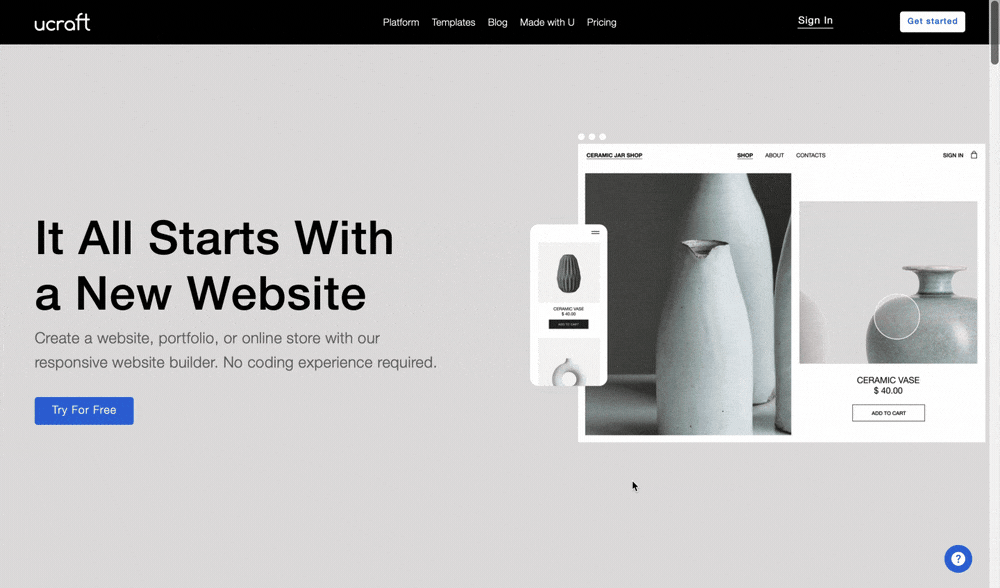 ucraft
Platform Templates Blog Made with U Pricing
Sign In
Get started
It All Starts With
a New Website
Create a website, portfolio, or online store with our
responsive website builder. No coding experience required.
Try For Free
CERAMIC JAR SHOP
SHOP ABOUT CONTACTS
SIGN IN
CERAMIC VASE
$ 40.00
ADD TO CART
CERAMIC VASE
$ 40.00
ADD TO CART
?